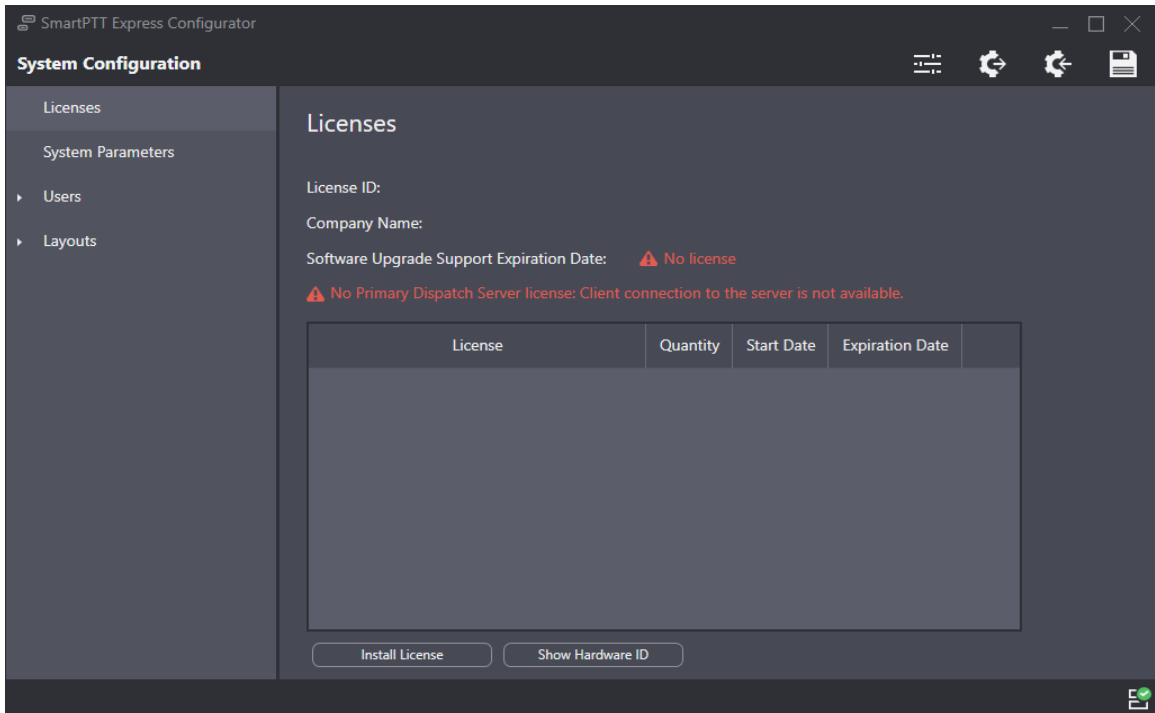 SmartPTT Express Configurator
System Configuration
Licenses
System Parameters
Users
Layouts
Licenses
License ID:
Company Name:
Software Upgrade Support Expiration Date: No license
No Primary Dispatch Server license: Client connection to the server is not available.
License Quantity Start Date Expiration Date
Install License Show Hardware ID